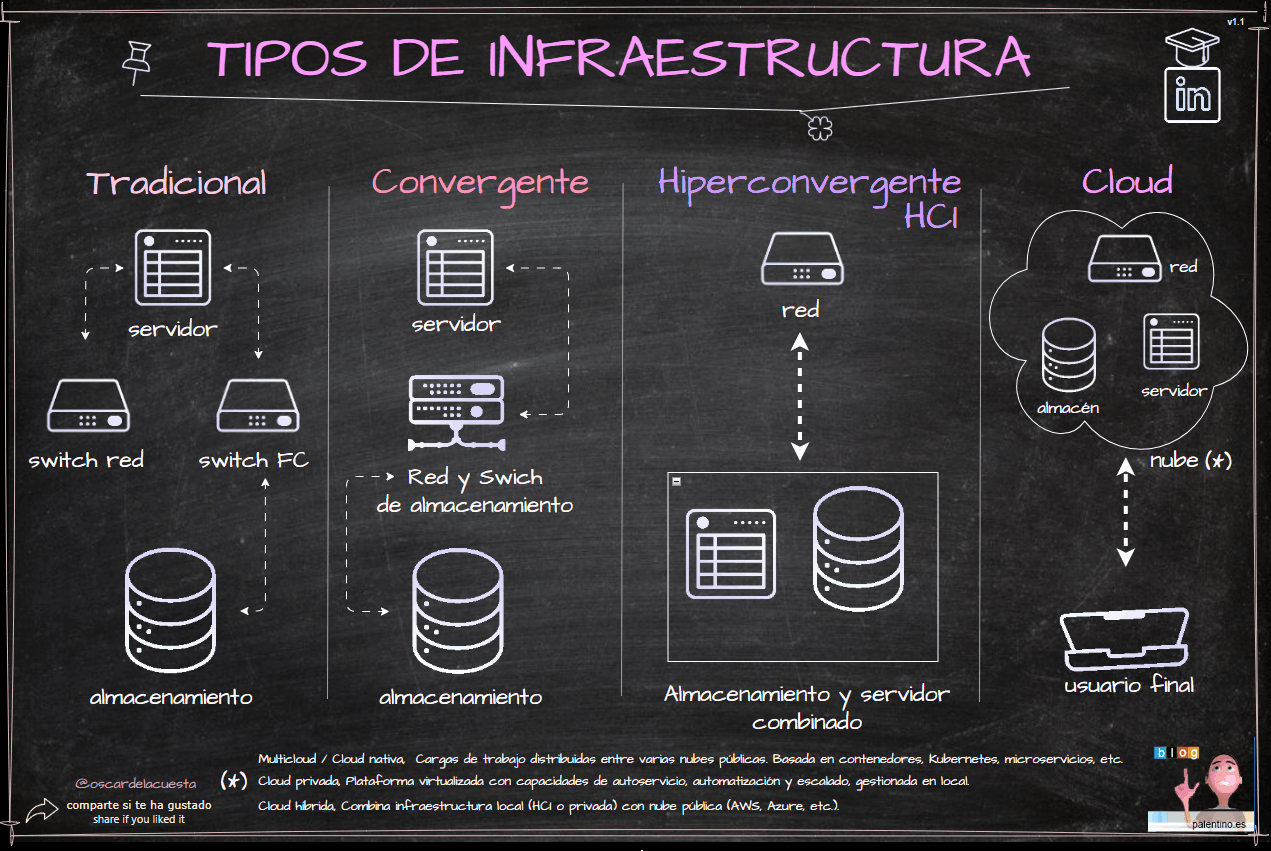 v1.1
TIPOS DE INFRAESTRUCTURA
in
Tradicional
servidor
switch red
switch FC
almacenamiento
Convergente
servidor
Red y Swich
de almacenamiento
almacenamiento
Hiperconvergente
HCI
red
Almacenamiento y servidor
combinado
Cloud
red
almacén
servidor
nube (*)
usuario final
(*)
Multicloud / Cloud nativa, Cargas de trabajo distribuidas entre varias nubes públicas. Basada en contenedores, Kubernetes, microservicios, etc.
Cloud privada, Plataforma virtualizada con capacidades de autoservicio, automatización y escalado, gestionada en local.
Cloud híbrida, Combina infraestructura local (HCI o privada) con nube pública (AWS, Azure, etc.).
@oscardelacuesta
comparte si te ha gustado
share if you liked it
blog
palentino.es